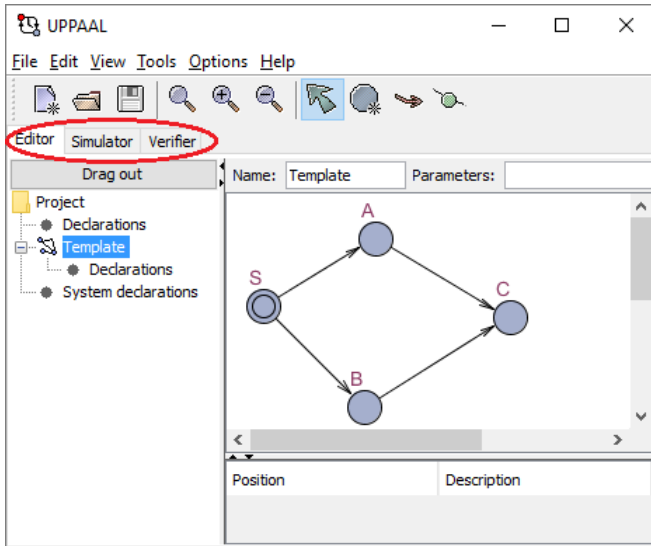 UPPAAL
File Edit View Tools Options Help
Editor Simulator Verifier
Drag out
Name: Template Parameters:
Project
Declarations
Template
Declarations
System declarations
A
S
C
B
Position Description